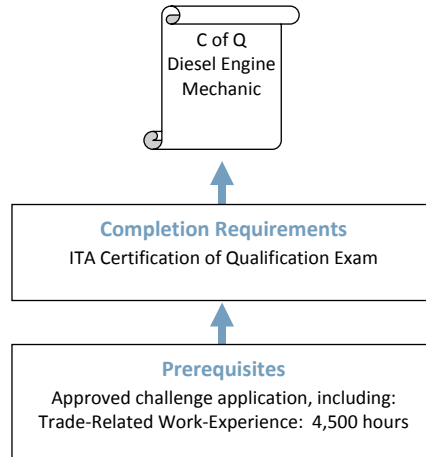 C of Q
Diesel Engine
Mechanic
Completion Requirements
ITA Certification of Qualification Exam
Prerequisites
Approved challenge application, including:
Trade-Related Work-Experience: 4,500 hours